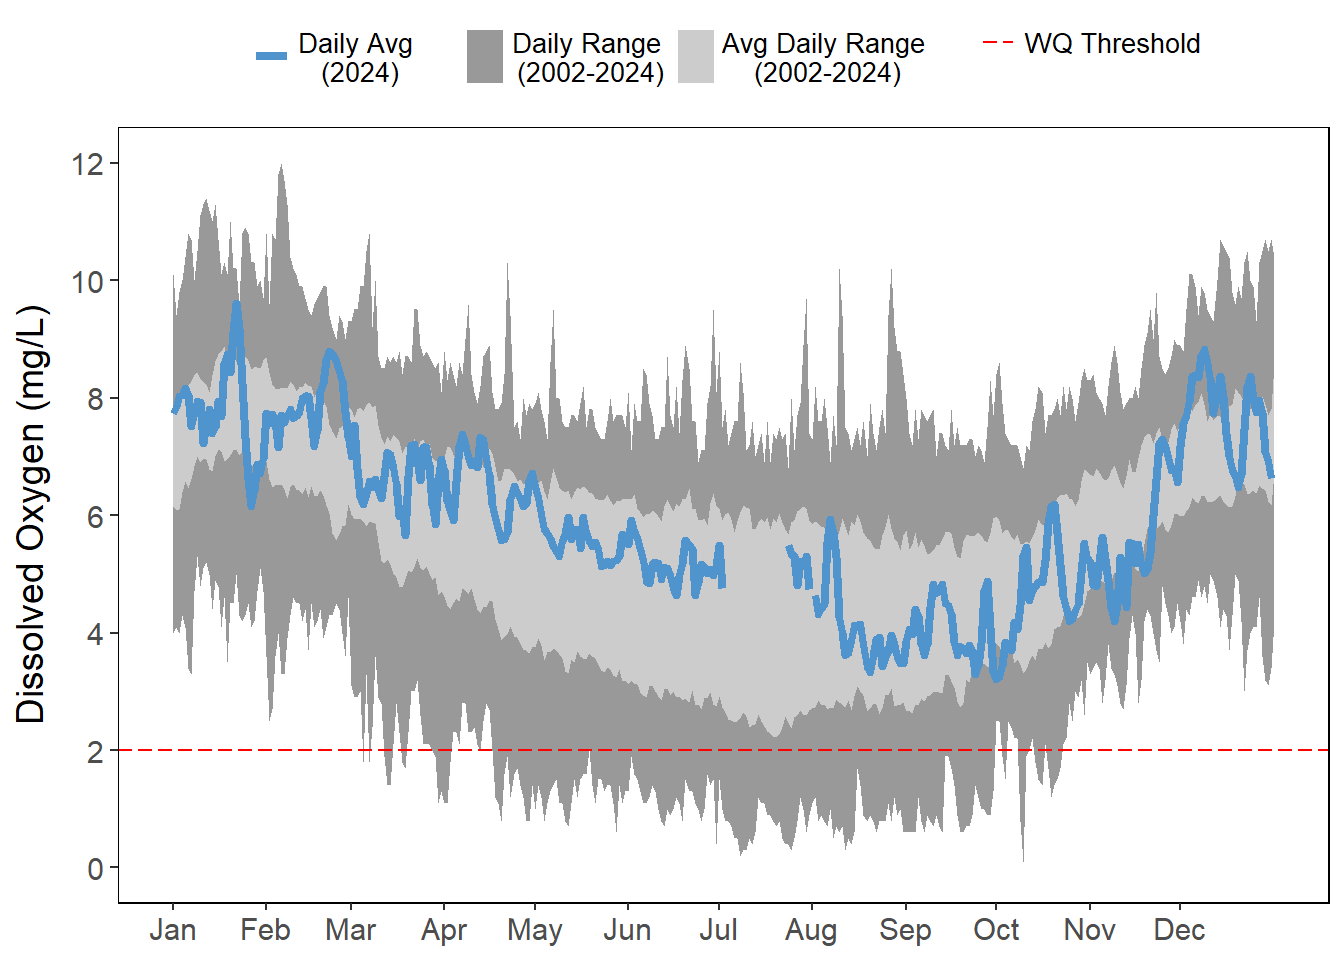 Daily Avg
(2024)
Daily Range
(2002-2024)
Avg Daily Range
(2002-2024)
WQ Threshold
Dissolved Oxygen (mg/L)
12
10
8
6
4
2
0
Jan Feb Mar Apr May Jun Jul Aug Sep Oct Nov Dec